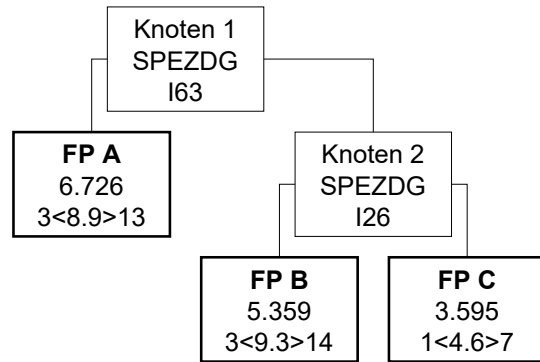 Knoten 1
SPEZDG
I63
FP A
6.726
3<8.9>13
Knoten 2
SPEZDG
I26
FP B
5.359
3<9.3>14
FP C
3.595
1<4.6>7